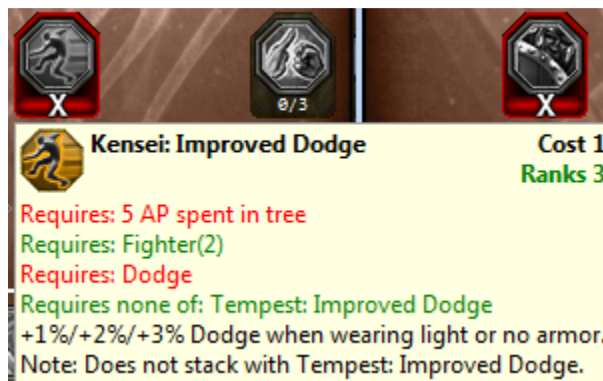 X
0/3
X
Kensei: Improved Dodge
Cost 1
Ranks 3
Requires: 5 AP spent in tree
Requires: Fighter(2)
Requires: Dodge
Requires none of: Tempest: Improved Dodge
+1%/+2%/+3% Dodge when wearing light or no armor.
Note: Does not stack with Tempest: Improved Dodge.